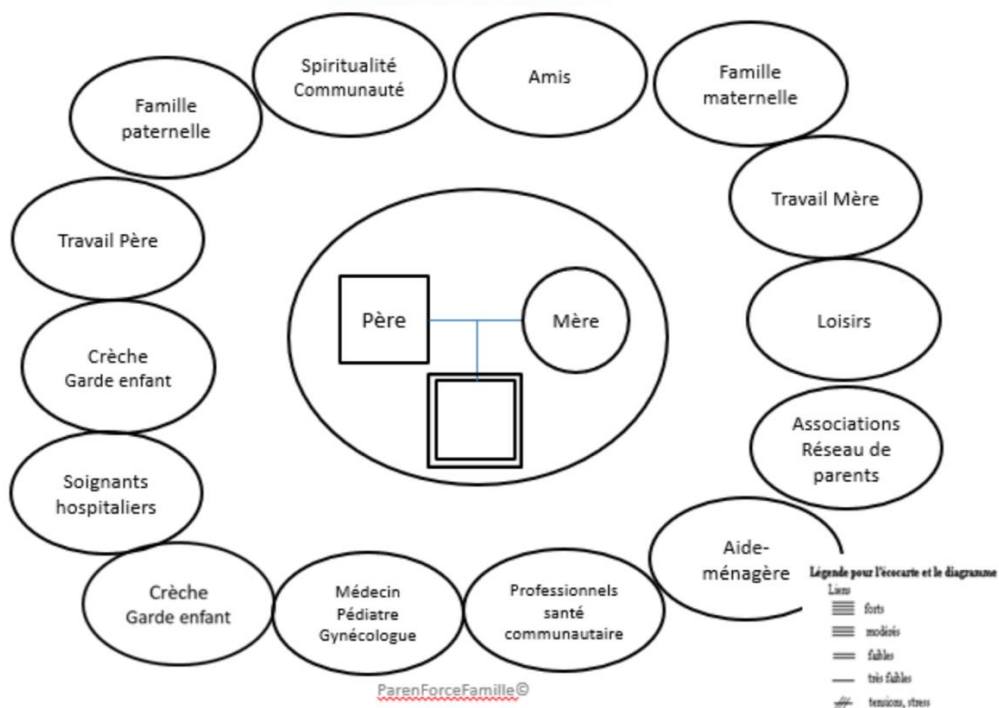 Spiritualité
Communauté
Amis
Famille
maternelle
Famille
paternelle
Travail Mère
Travail Père
Père
Mère
Loisirs
Crèche
Garde enfant
Associations
Réseau de
parents
Soignants
hospitaliers
Aide-
ménagère
Crèche
Garde enfant
Médecin
Pédiatre
Gynécologue
Professionnels
santé
communautaire
Légende pour l'écocarte et le diagramme
Liens
forts
modérés
faibles
très faibles
tensions, stress
ParenForceFamille©